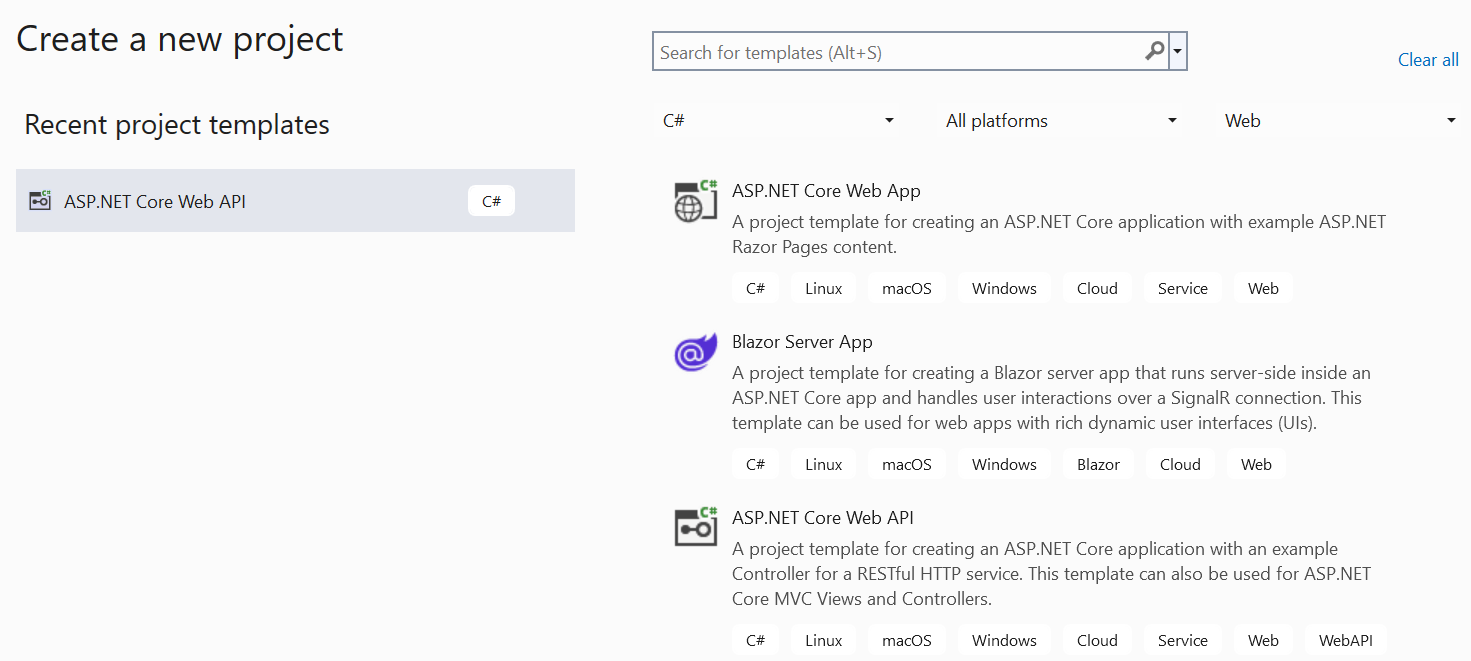 Create a new project
Search for templates (Alt+S)
Clear all
Recent project templates
C#
All platforms
Web
C#
ASP.NET Core Web API
C#
C#
ASP.NET Core Web App
A project template for creating an ASP.NET Core application with example ASP.NET
Razor Pages content.
C#
Linux
macOS
Windows
Cloud
Service
Web
@
Blazor Server App
A project template for creating a Blazor server app that runs server-side inside an
ASP.NET Core app and handles user interactions over a SignalR connection. This
template can be used for web apps with rich dynamic user interfaces (UIs).
C#
Linux
macOS
Windows
Blazor
Cloud
Web
C#
ASP.NET Core Web API
A project template for creating an ASP.NET Core application with an example
Controller for a RESTful HTTP service. This template can also be used for ASP.NET
Core MVC Views and Controllers.
C#
Linux
macOS
Windows
Cloud
Service
Web
WebAPI